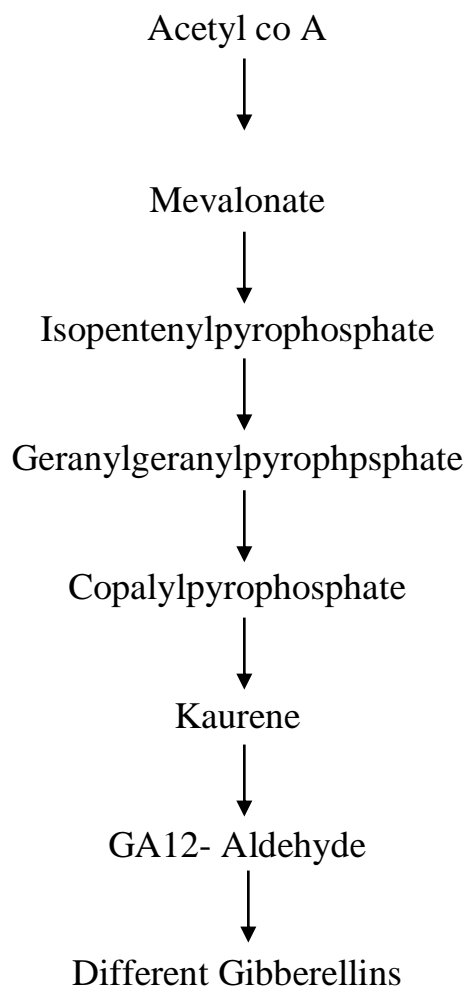 Acetyl co A
Mevalonate
Isopentenylpyrophosphate
Geranylgeranylpyrophpsphate
Copalylpyrophosphate
Kaurene
GA12- Aldehyde
Different Gibberellins